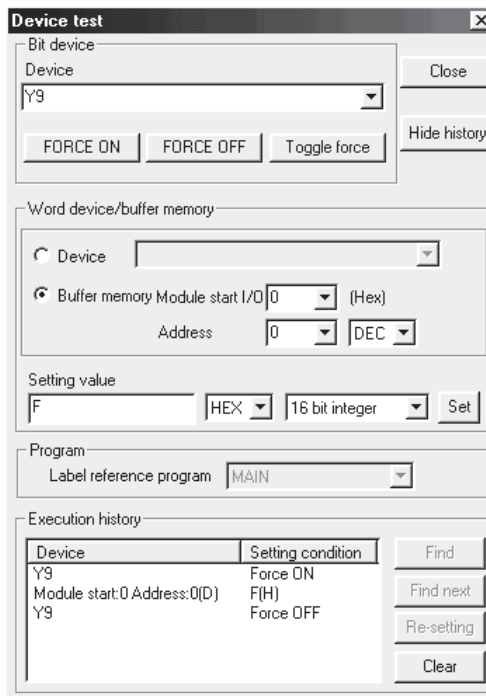 Device test
Bit device
Device
Close
Y9
FORCE ON FORCE OFF Toggle force
Hide history
Word device/buffer memory
Device
Buffer memory Module start I/O 0 (Hex)
Address 0 DEC
Setting value
F HEX 16 bit integer Set
Program
Label reference program MAIN
Execution history
Device Setting condition
Find
Y9 Force ON
Module start:0 Address:0(D) F(H)
Find next
Y9 Force OFF
Re-setting
Clear